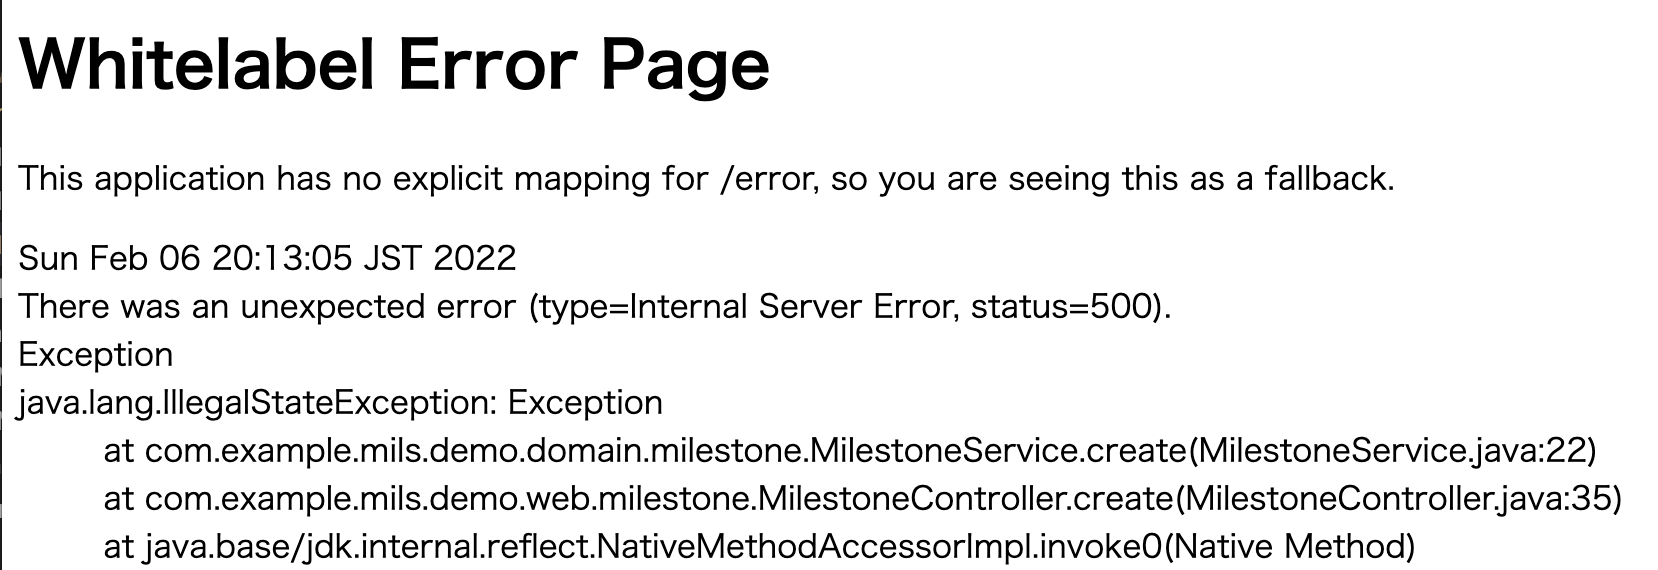 Whitelabel Error Page
This application has no explicit mapping for /error, so you are seeing this as a fallback.
Sun Feb 06 20:13:05 JST 2022
There was an unexpected error (type=Internal Server Error, status=500).
Exception
java.lang.IllegalStateException: Exception
at com.example.mils.demo.domain.milestone.MilestoneService.create(MilestoneService.java:22)
at com.example.mils.demo.web.milestone.MilestoneController.create(MilestoneController.java:35)
at java.base/jdk.internal.reflect.NativeMethodAccessorImpl.invoke0(Native Method)